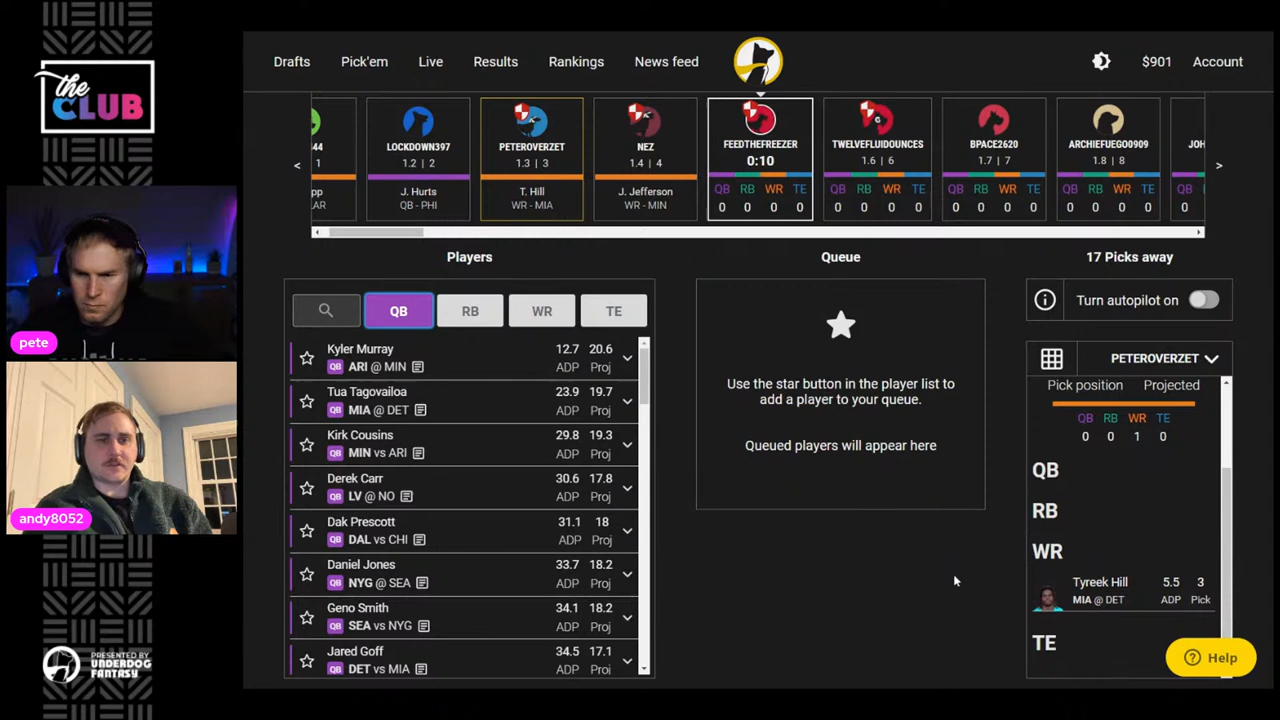 the
CLUB
pete
andy8052
PRESENTED BY
UNDERDOG
FANTASY
Drafts
Pick'em
Live
Results
Rankings
News feed
$901
Account
<
44
1
pp
AR
LOCKDOWN397
1.2 | 2
J. Hurts
QB - PHI
PETEROVERZET
1.3 | 3
T. Hill
WR - MIA
NEZ
1.4 | 4
J. Jefferson
WR - MIN
FEEDTHEFREEZER
0:10
QB RB WR TE
0 0 0 0
TWELVEFLUIDOUNCES
1.6 | 6
QB RB WR TE
0 0 0 0
BPACE2620
1.7 | 7
QB RB WR TE
0 0 0 0
ARCHIEFUEGO0909
1.8 | 8
QB RB WR TE
0 0 0 0
JOH
QB
0
>
Players
QB
RB
WR
TE
Kyler Murray 12.7 20.6
QB ARI @ MIN ADP Proj
Tua Tagovailoa 23.9 19.7
QB MIA @ DET ADP Proj
Kirk Cousins 29.8 19.3
QB MIN vs ARI ADP Proj
Derek Carr 30.6 17.8
QB LV @ NO ADP Proj
Dak Prescott 31.1 18
QB DAL vs CHI ADP Proj
Daniel Jones 33.7 18.2
QB NYG @ SEA ADP Proj
Geno Smith 34.1 18.2
QB SEA vs NYG ADP Proj
Jared Goff 34.5 17.1
QB DET vs MIA ADP Proj
Queue
Use the star button in the player list to
add a player to your queue.
Queued players will appear here
17 Picks away
Turn autopilot on
PETEROVERZET
Pick position Projected
QB RB WR TE
0 0 1 0
QB
RB
WR
Tyreek Hill 5.5 3
MIA @ DET ADP Pick
TE
Help